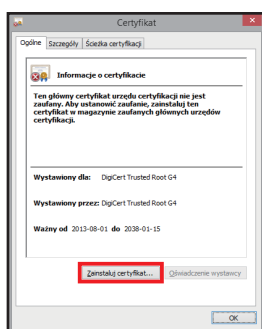 Certyfikat
Ogólne Szczegóły Ścieżka certyfikacji
Informacje o certyfikacie
Ten główny certyfikat urzędu certyfikacji nie jest
zaufany. Aby ustanowić zaufanie, zainstaluj ten
certyfikat w magazynie zaufanych głównych urzędów
certyfikacji.
Wystawiony dla: DigiCert Trusted Root G4
Wystawiony przez: DigiCert Trusted Root G4
Ważny od 2013-08-01 do 2038-01-15
Zainstaluj certyfikat... Oświadczenie wystawcy
OK